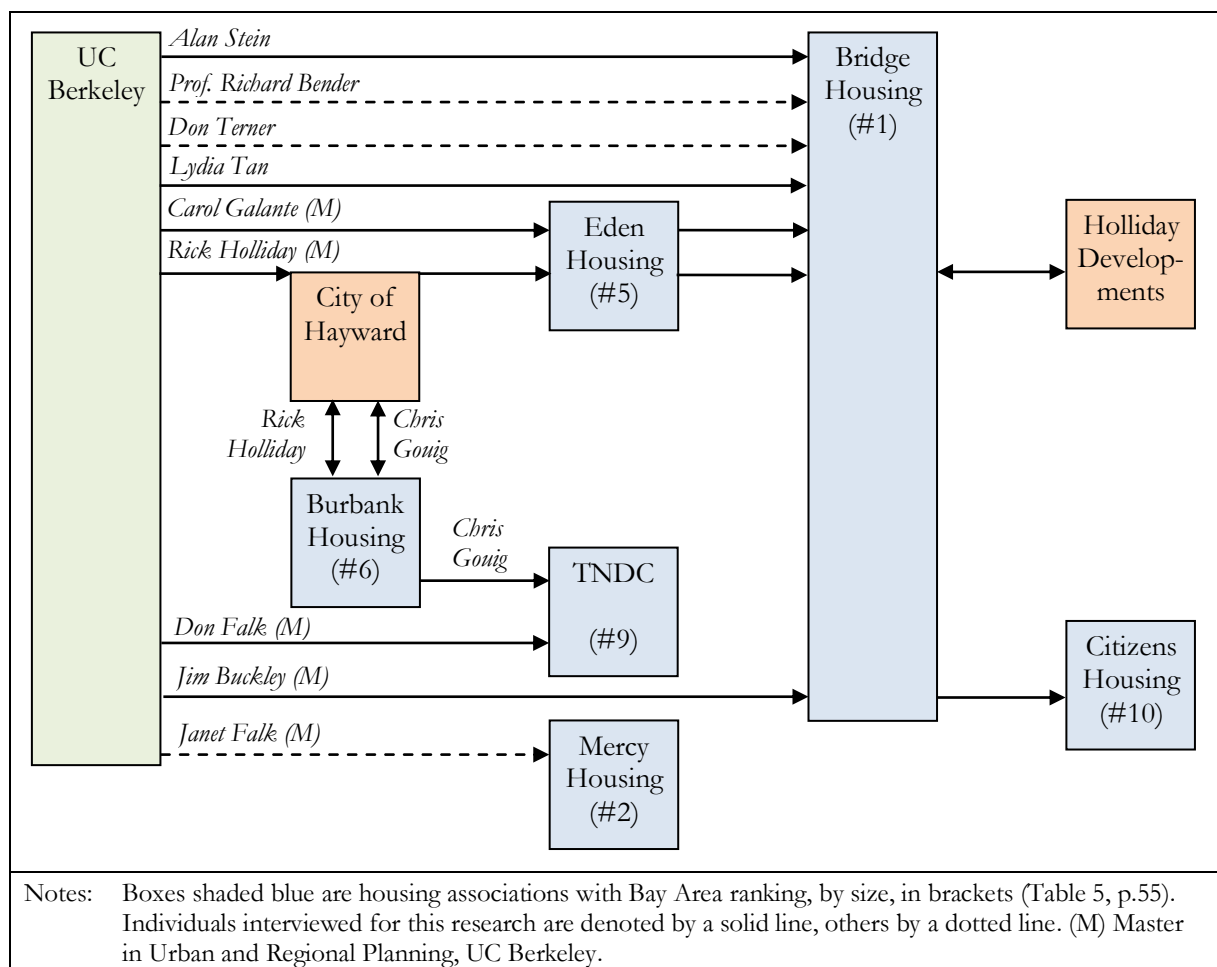 UC
Berkeley
Alan Stein
Prof. Richard Bender
Don Terner
Lydia Tan
Carol Galante (M)
Rick Holliday (M)
Bridge
Housing
(#1)
Eden
Housing
(#5)
Holliday
Develop-
ments
City of
Hayward
Rick
Holliday
Chris
Gouig
Burbank
Housing
(#6)
Chris
Gouig
TNDC
(#9)
Don Falk (M)
Jim Buckley (M)
Janet Falk (M)
Citizens
Housing
(#10)
Mercy
Housing
(#2)
Notes: Boxes shaded blue are housing associations with Bay Area ranking, by size, in brackets (Table 5, p.55).
Individuals interviewed for this research are denoted by a solid line, others by a dotted line. (M) Master
in Urban and Regional Planning, UC Berkeley.